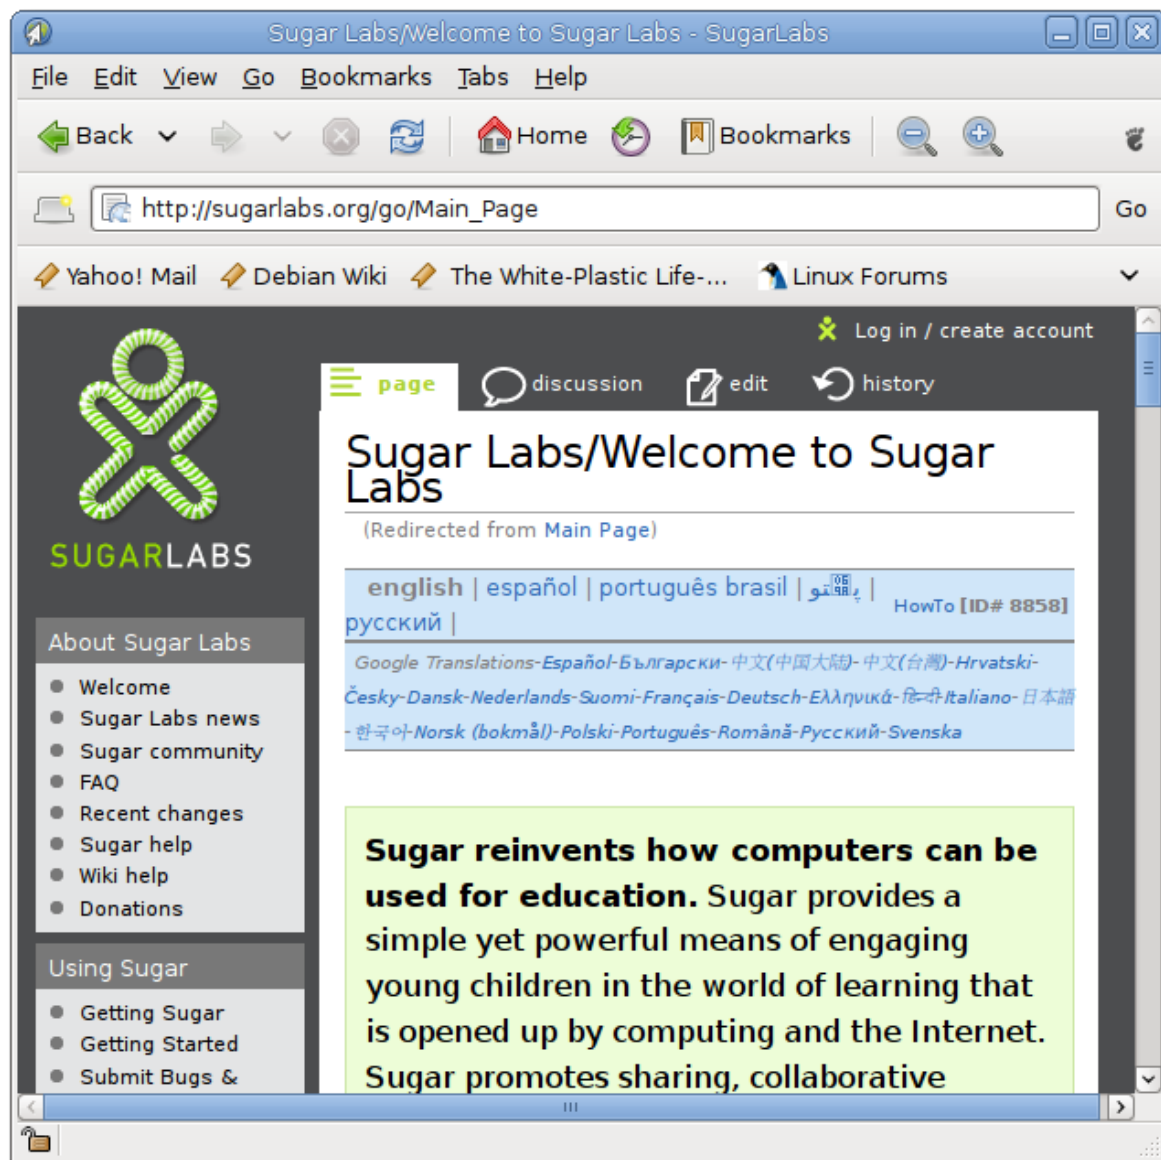 Sugar Labs/Welcome to Sugar Labs - SugarLabs
File Edit View Go Bookmarks Tabs Help
Back Home Bookmarks
http://sugarlabs.org/go/Main_Page Go
Yahoo! Mail Debian Wiki The White-Plastic Life-... Linux Forums
Log in / create account
page discussion edit history
SUGARLABS
About Sugar Labs
Welcome
Sugar Labs news
Sugar community
FAQ
Recent changes
Sugar help
Wiki help
Donations
Using Sugar
Getting Sugar
Getting Started
Submit Bugs &
Sugar Labs/Welcome to Sugar
Labs
(Redirected from Main Page)
english | español | português brasil | پښتو |
русский |
HowTo [ID# 8858]
Google Translations-Español-Български-中文(中国大陆)-中文(台灣)-Hrvatski-
Česky-Dansk-Nederlands-Suomi-Français-Deutsch-Ελληνικά-हिन्दी-Italiano-日本語
-한국어-Norsk (bokmål)-Polski-Português-Română-Русский-Svenska
Sugar reinvents how computers can be
used for education. Sugar provides a
simple yet powerful means of engaging
young children in the world of learning that
is opened up by computing and the Internet.
Sugar promotes sharing, collaborative